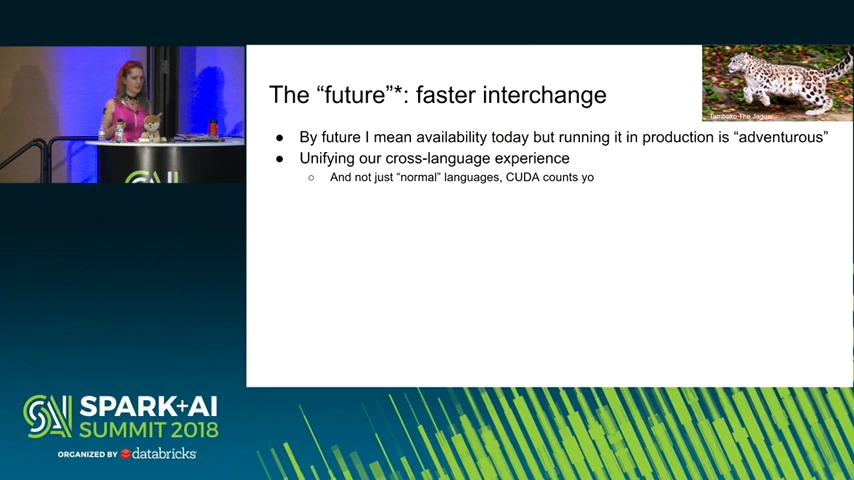 The “future”*: faster interchange
Tambako The Jaguar
● By future I mean availability today but running it in production is “adventurous”
● Unifying our cross-language experience
○ And not just “normal” languages, CUDA counts yo
SPARK+AI
SUMMIT 2018
ORGANIZED BY databricks